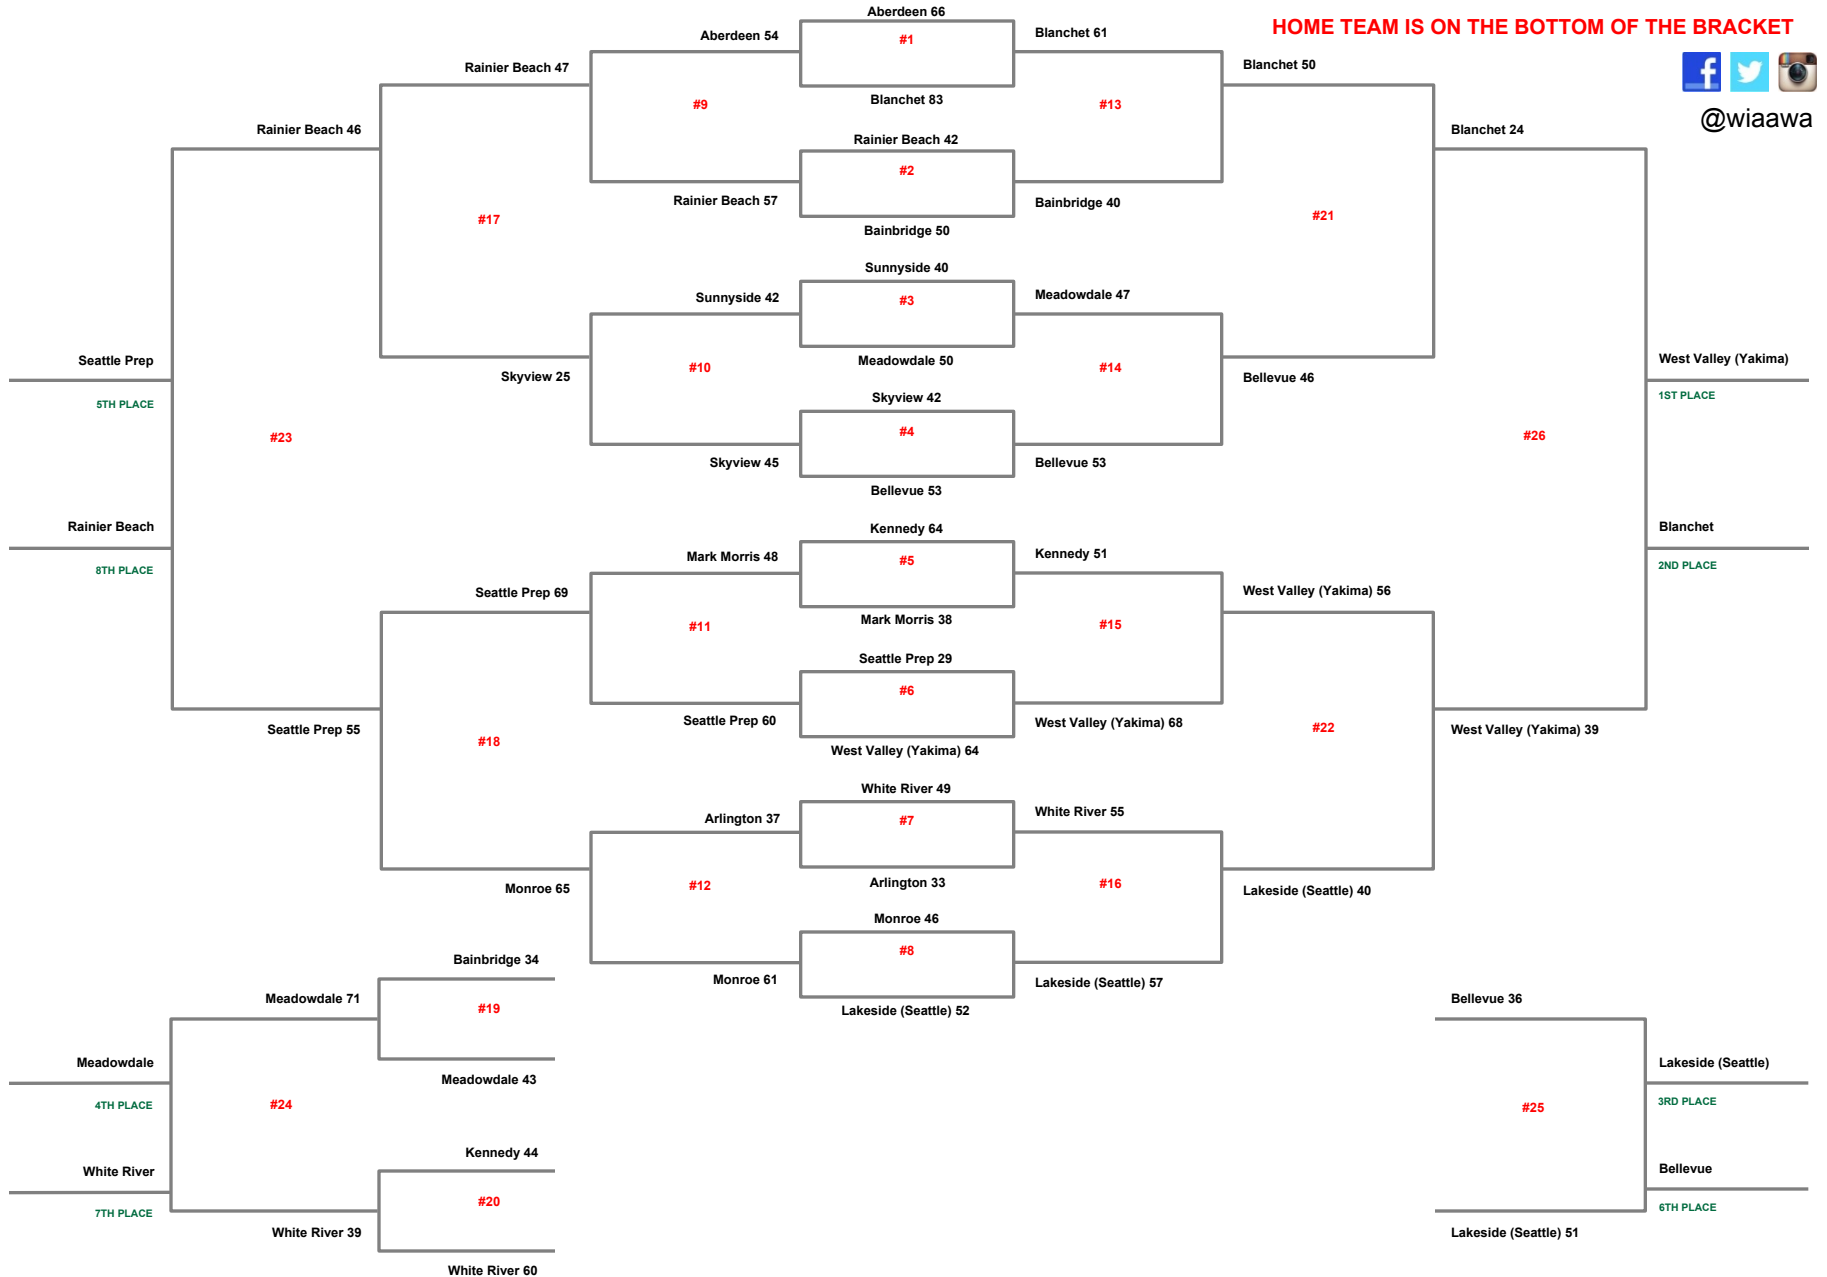 Aberdeen 66
HOME TEAM IS ON THE BOTTOM OF THE BRACKET
Aberdeen 54
#1
Blanchet 61
Rainier Beach 47
Blanchet 50
Blanchet 83
#9
#13
@wiaawa
Rainier Beach 46
Rainier Beach 42
Blanchet 24
#2
Rainier Beach 57
Bainbridge 40
#17
#21
Bainbridge 50
Sunnyside 40
Sunnyside 42
#3
Meadowdale 47
Seattle Prep
Meadowdale 50
West Valley (Yakima)
#10
#14
Skyview 25
Bellevue 46
5TH PLACE
1ST PLACE
Skyview 42
#23
#4
#26
Skyview 45
Bellevue 53
Bellevue 53
Rainier Beach
Kennedy 64
Blanchet
Mark Morris 48
#5
Kennedy 51
8TH PLACE
2ND PLACE
Seattle Prep 69
West Valley (Yakima) 56
Mark Morris 38
#11
#15
Seattle Prep 29
#6
Seattle Prep 60
West Valley (Yakima) 68
Seattle Prep 55
#18
#22
West Valley (Yakima) 39
West Valley (Yakima) 64
White River 49
Arlington 37
#7
White River 55
Monroe 65
#12
Arlington 33
#16
Lakeside (Seattle) 40
Monroe 46
Bainbridge 34
#8
Monroe 61
Lakeside (Seattle) 57
Meadowdale 71
Bellevue 36
#19
Lakeside (Seattle) 52
Meadowdale
Meadowdale 43
Lakeside (Seattle)
4TH PLACE
#24
#25
3RD PLACE
Kennedy 44
White River
Bellevue
#20
7TH PLACE
6TH PLACE
White River 39
Lakeside (Seattle) 51
White River 60